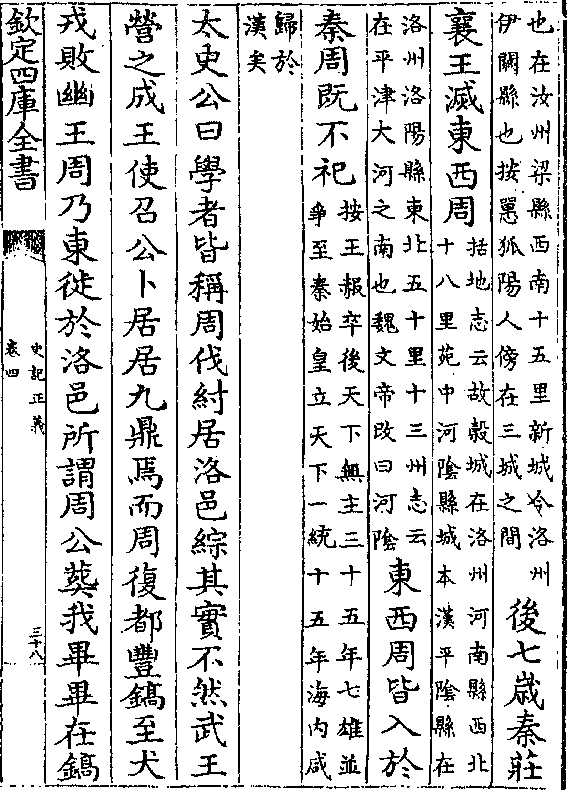 也在汝州梁縣西南十五里新城今洛州
伊闕縣也按𢠸狐陽人傍在三城之間
後七歲秦莊
襄王滅東西周
括地志云故穀城在洛州河南縣西北
十八里苑中河陰縣城本漢平陰縣在
洛州洛陽縣東北五十里十三州志云
在平津大河之南也魏文帝改曰河陰
東西周皆入於
秦周既不祀
按王赧卒後天下無主三十五年七雄並
爭至秦始皇立天下一統十五年海内咸
歸於
漢矣
太史公曰學者皆稱周伐紂居洛邑綜其實不然武王
營之成王使召公卜居居九鼎焉而周復都豐鎬至犬
戎敗幽王周乃東徙於洛邑所謂周公葬我畢畢在鎬
欽定四庫全書
史記正義
卷四
三十八